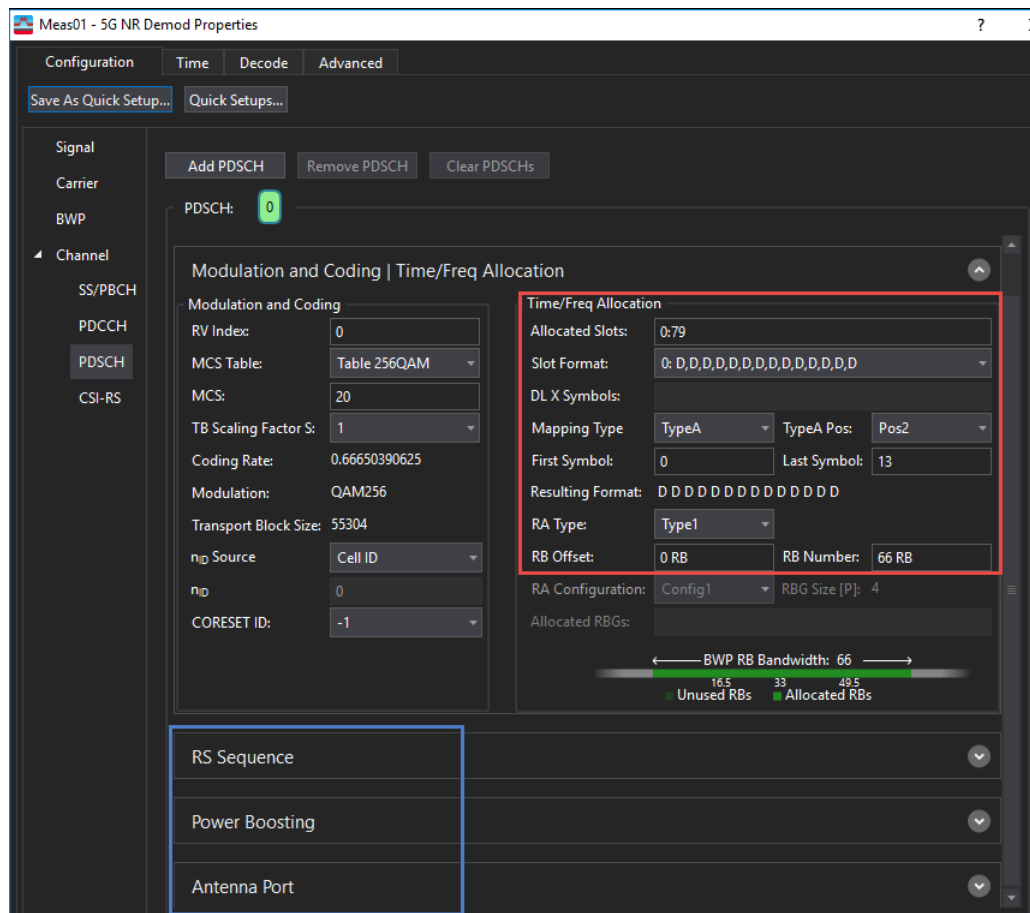 Meas01 - 5G NR Demod Properties ?
Configuration Time Decode Advanced
Save As Quick Setup... Quick Setups...
Signal
Carrier
BWP
Channel
SS/PBCH
PDCCH
PDSCH
CSI-RS
Add PDSCH Remove PDSCH Clear PDSCHs
PDSCH: 0
Modulation and Coding | Time/Freq Allocation
Modulation and Coding
RV Index: 0
MCS Table: Table 256QAM
MCS: 20
TB Scaling Factor S: 1
Coding Rate: 0.66650390625
Modulation: QAM256
Transport Block Size: 55304
nID Source Cell ID
nID 0
CORESET ID: -1
Time/Freq Allocation
Allocated Slots: 0:79
Slot Format: 0: D,D,D,D,D,D,D,D,D,D,D,D,D,D
DL X Symbols:
Mapping Type TypeA TypeA Pos: Pos2
First Symbol: 0 Last Symbol: 13
Resulting Format: D D D D D D D D D D D D D D
RA Type: Type1
RB Offset: 0 RB RB Number: 66 RB
RA Configuration: Config1 RBG Size [P]: 4
Allocated RBGs:
BWP RB Bandwidth: 66
16.5 33 49.5
Unused RBs Allocated RBs
RS Sequence
Power Boosting
Antenna Port